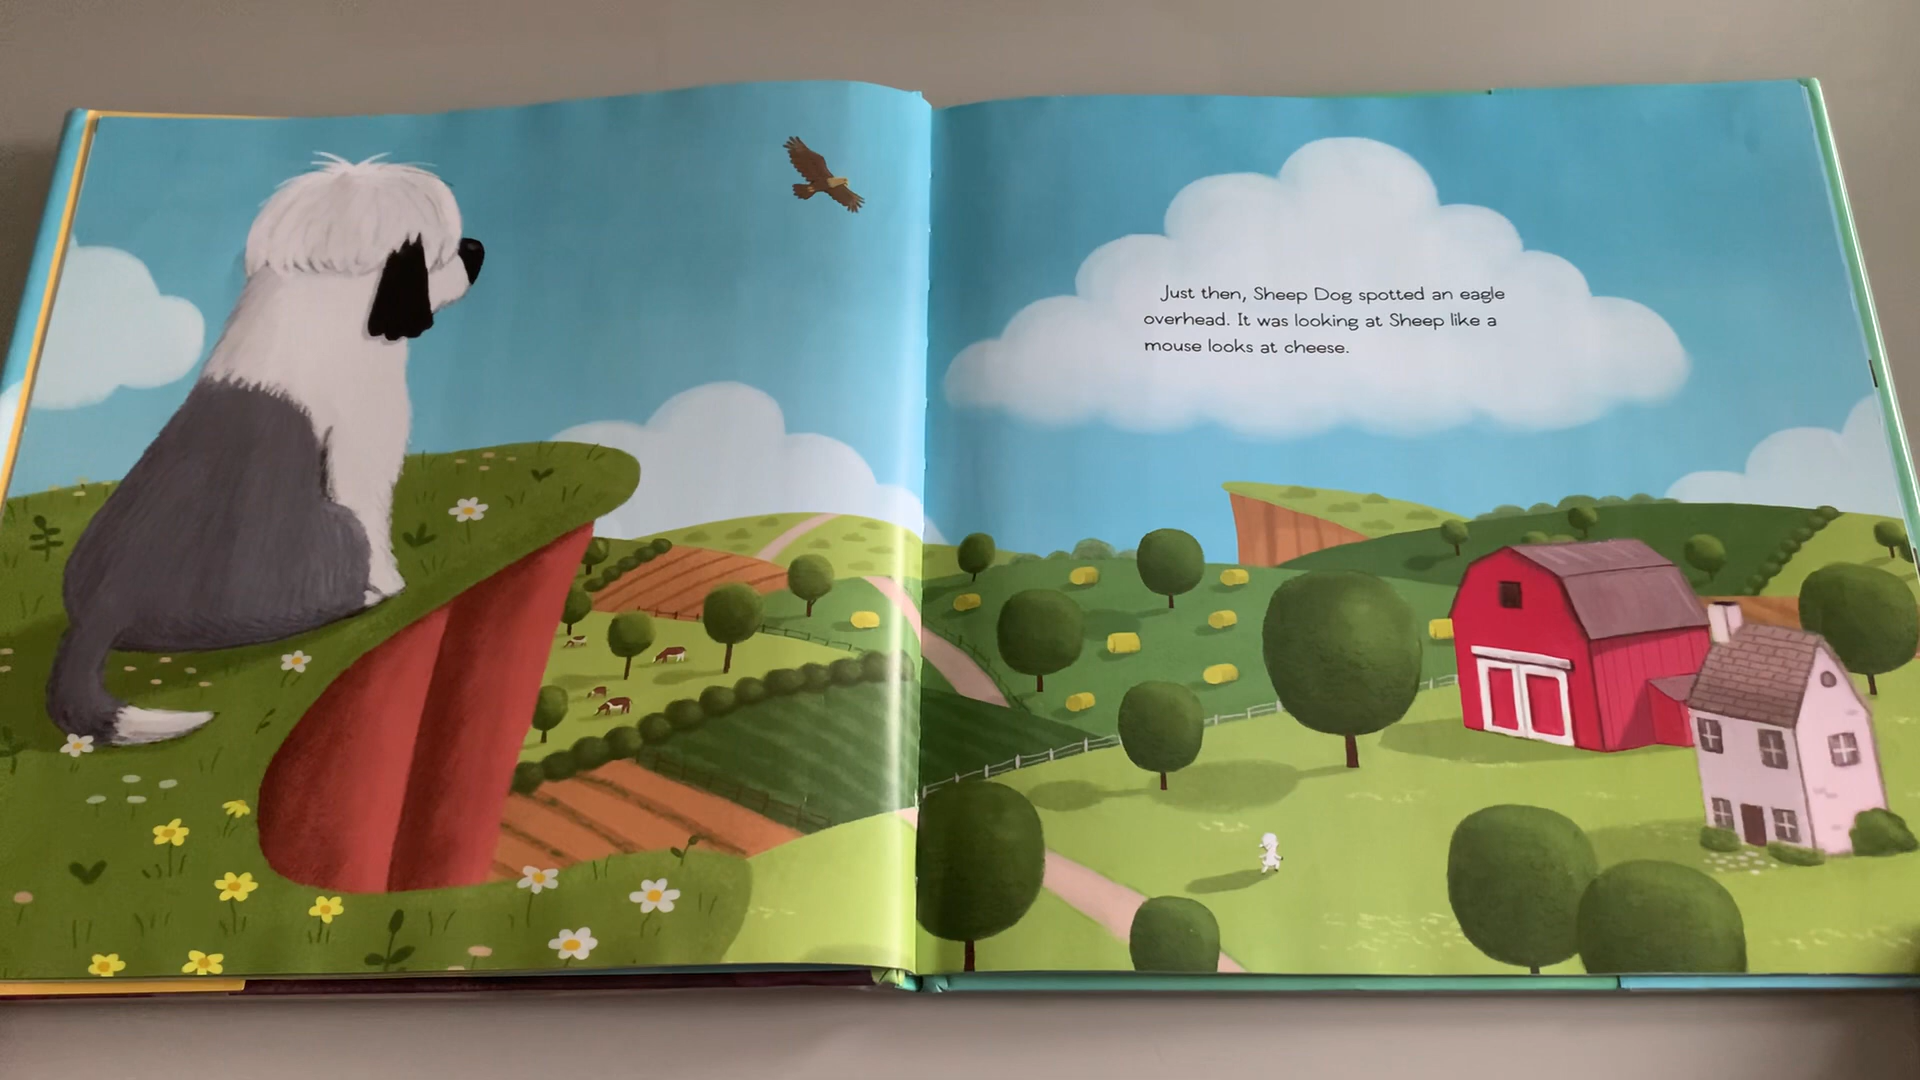 Just then, Sheep Dog spotted an eagle
overhead. It was looking at Sheep like a
mouse looks at cheese.